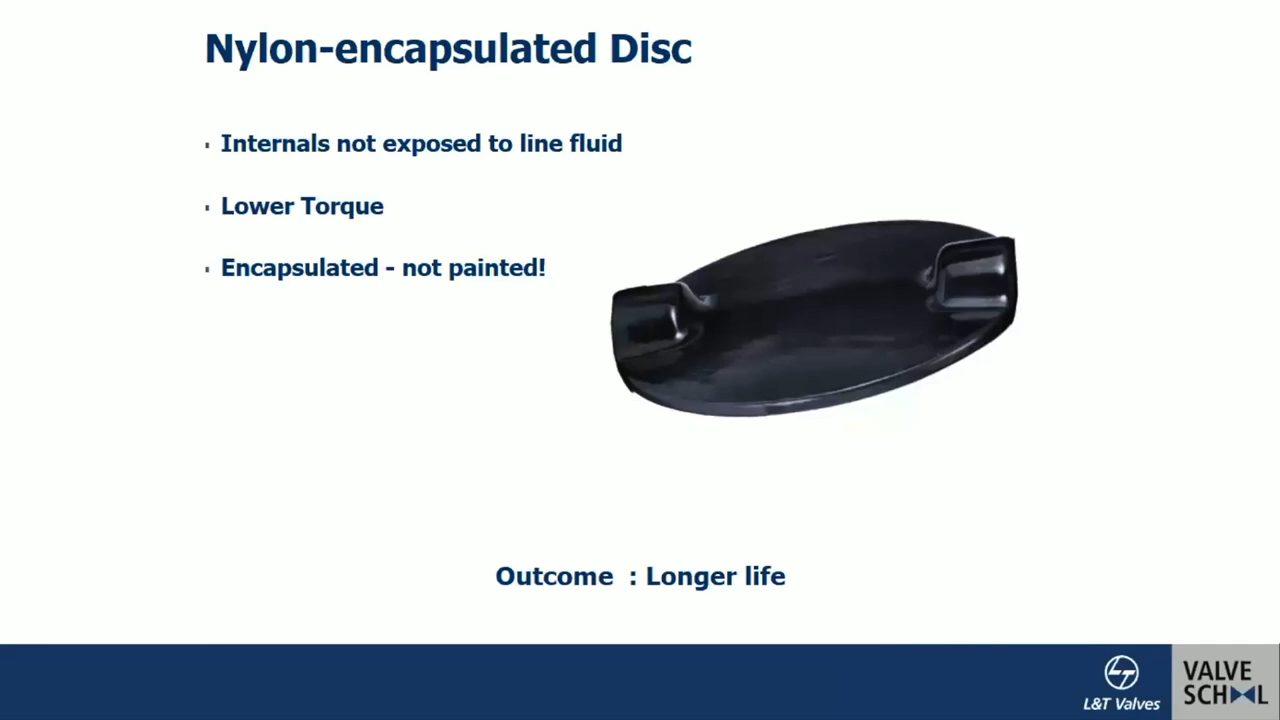 Nylon-encapsulated Disc
Internals not exposed to line fluid
Lower Torque
Encapsulated - not painted!
Outcome : Longer life
L&T Valves
VALVE
SCHOOL